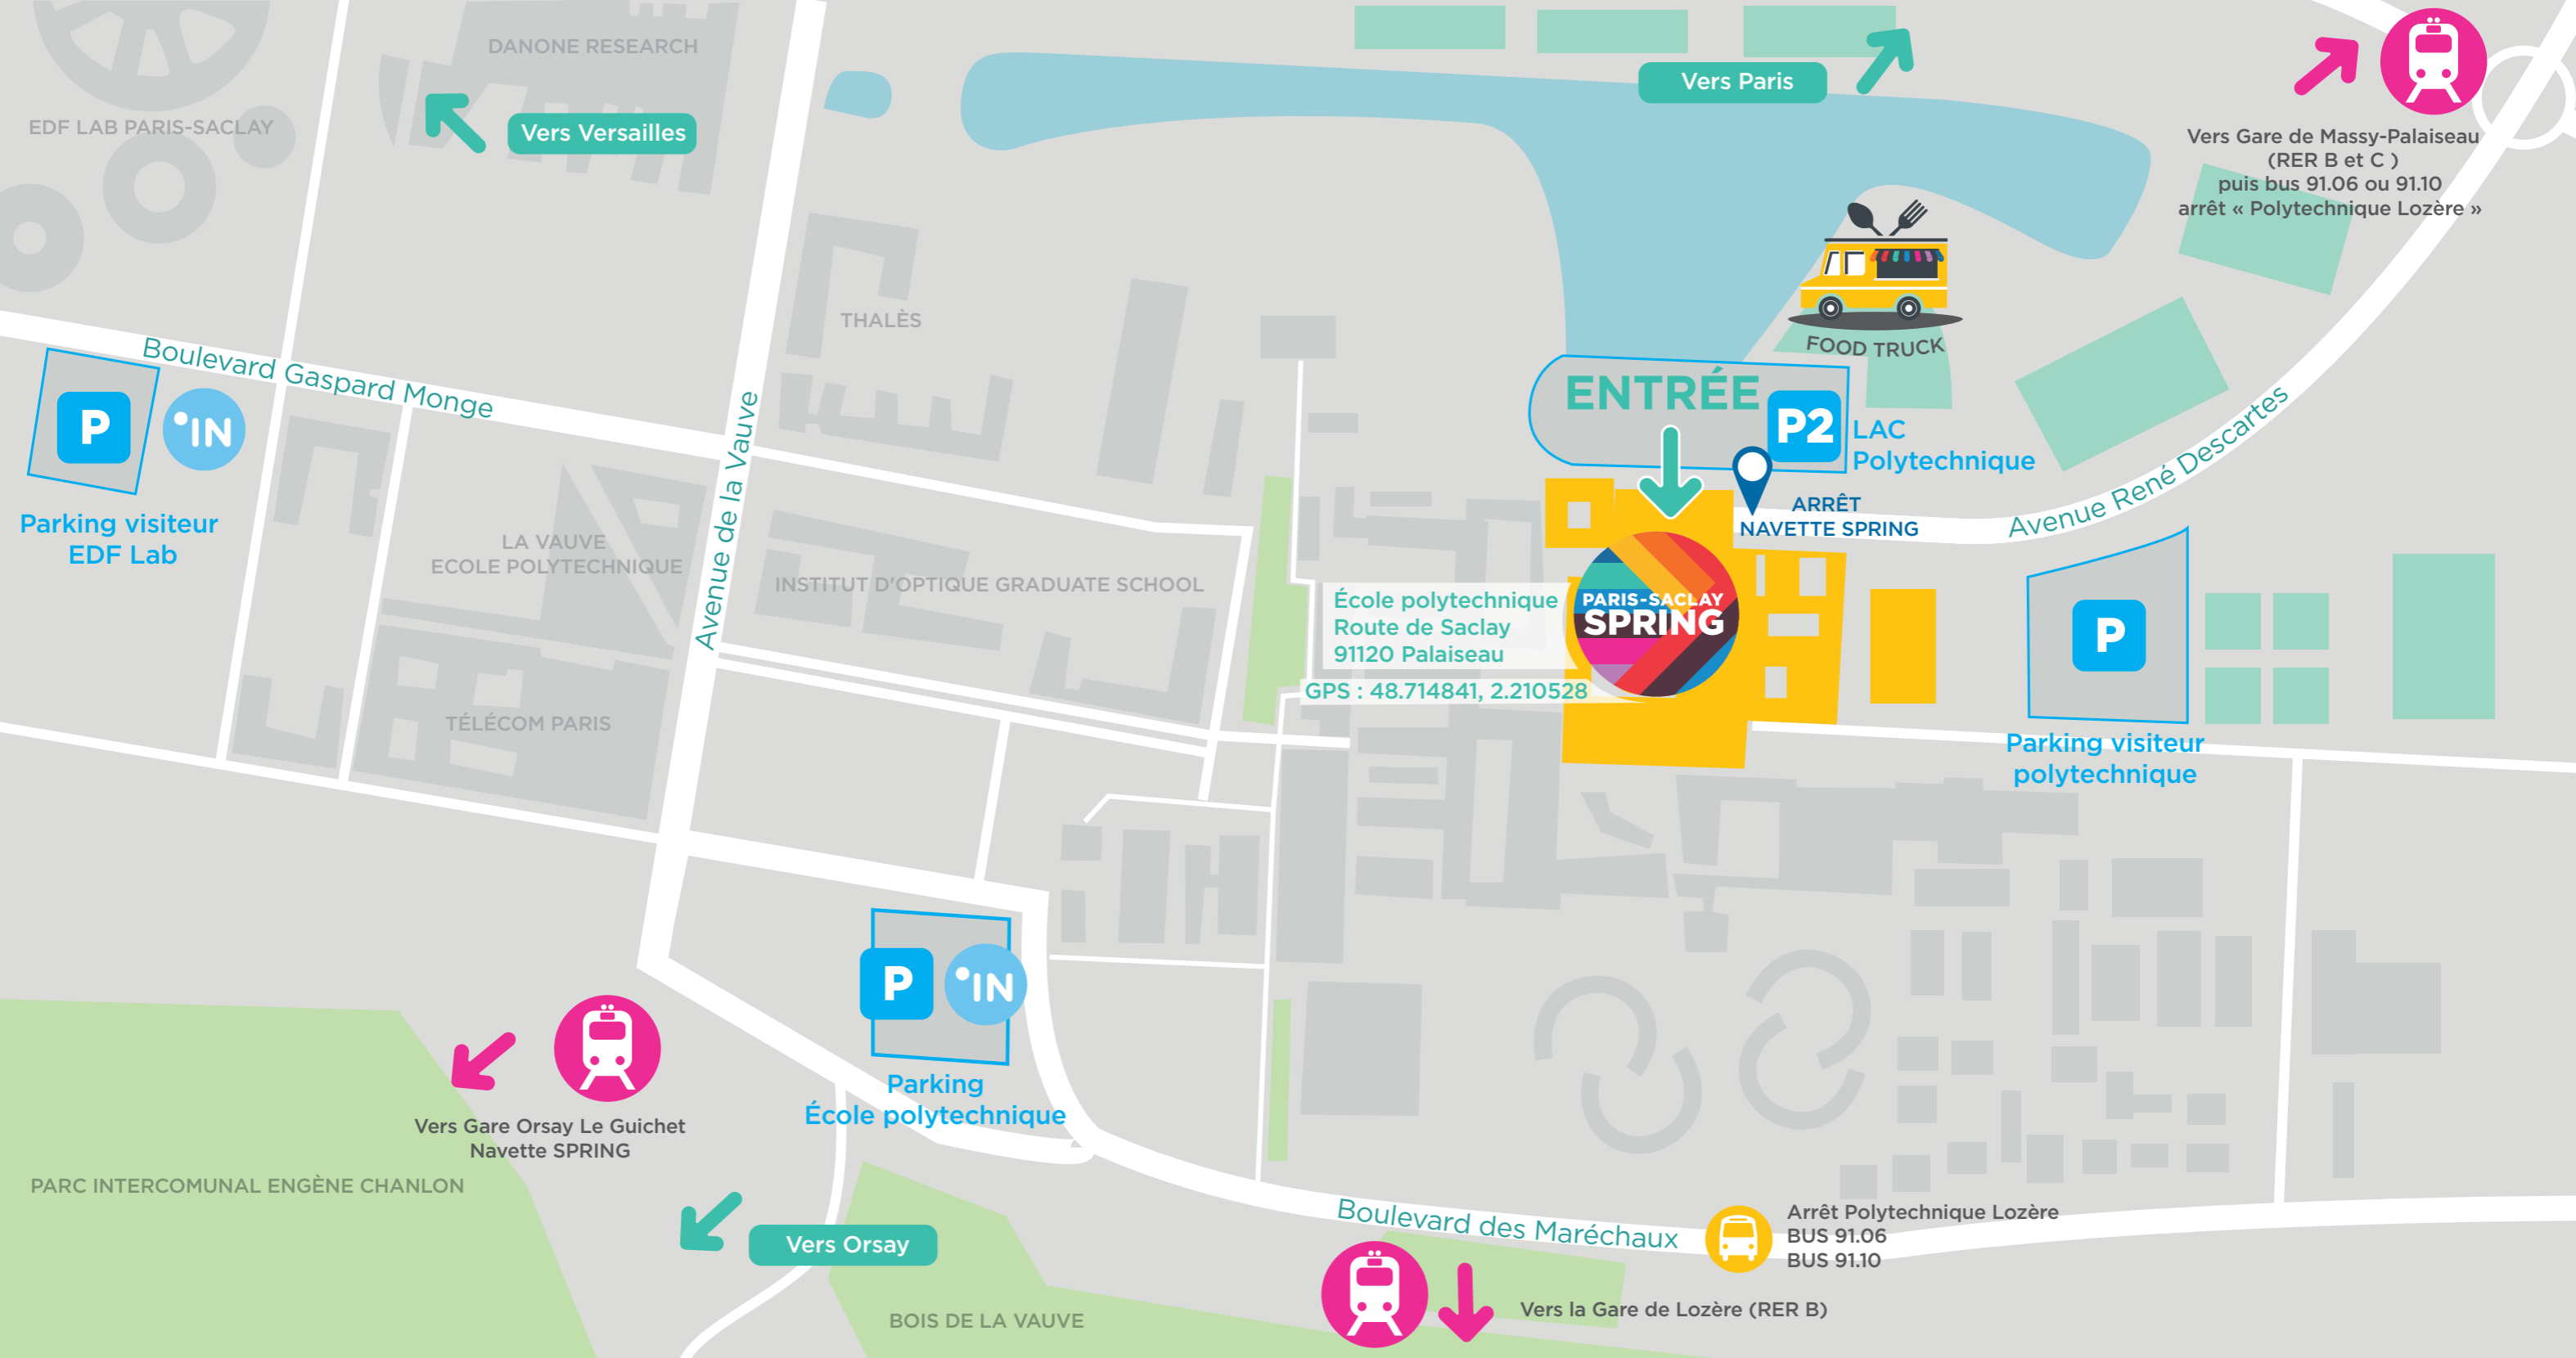 DANONE RESEARCH
EDF LAB PARIS-SACLAY
Vers Versailles
Vers Paris
Vers Gare de Massy-Palaiseau
(RER B et C )
puis bus 91.06 ou 91.10
arrêt « Polytechnique Lozère »
THALÈS
FOOD TRUCK
Boulevard Gaspard Monge
Avenue de la Vauve
P
°IN
Parking visiteur
EDF Lab
ENTRÉE
P2
LAC
Polytechnique
ARRÊT
NAVETTE SPRING
Avenue René Descartes
LA VAUVE
ECOLE POLYTECHNIQUE
INSTITUT D'OPTIQUE GRADUATE SCHOOL
École polytechnique
Route de Saclay
91120 Palaiseau
GPS : 48.714841, 2.210528
PARIS-SACLAY
SPRING
P
Parking visiteur
polytechnique
TÉLÉCOM PARIS
P
°IN
Parking
École polytechnique
Vers Gare Orsay Le Guichet
Navette SPRING
PARC INTERCOMUNAL ENGÈNE CHANLON
Vers Orsay
BOIS DE LA VAUVE
Boulevard des Maréchaux
Arrêt Polytechnique Lozère
BUS 91.06
BUS 91.10
Vers la Gare de Lozère (RER B)